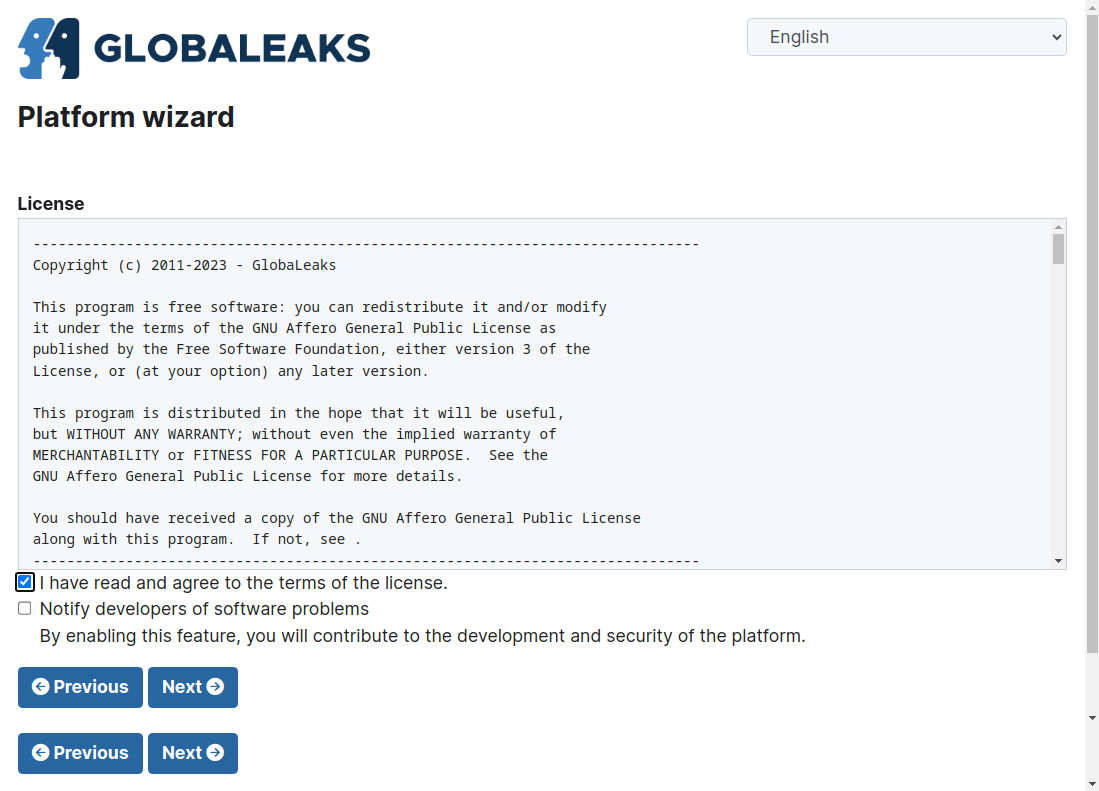 GLOBALEAKS
English
Platform wizard
License
-------------------------------------------------------------------------------
Copyright (c) 2011-2023 - GlobaLeaks
This program is free software: you can redistribute it and/or modify
it under the terms of the GNU Affero General Public License as
published by the Free Software Foundation, either version 3 of the
License, or (at your option) any later version.
This program is distributed in the hope that it will be useful,
but WITHOUT ANY WARRANTY; without even the implied warranty of
MERCHANTABILITY or FITNESS FOR A PARTICULAR PURPOSE.  See the
GNU Affero General Public License for more details.
You should have received a copy of the GNU Affero General Public License
along with this program.  If not, see .
-------------------------------------------------------------------------------
I have read and agree to the terms of the license.
Notify developers of software problems
By enabling this feature, you will contribute to the development and security of the platform.
Previous Next
Previous Next